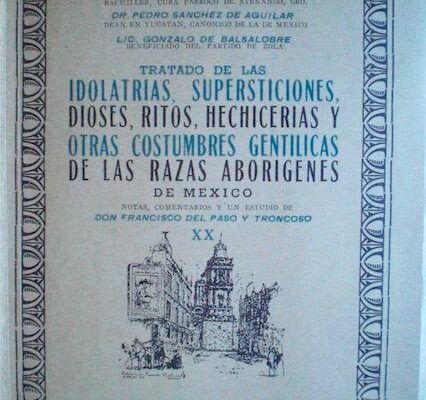 BACHILLER, CURA PARROCO DE ATENANGO, GRO.
DR. PEDRO SANCHEZ DE AGUILAR
DEAN EN YUCATAN, CANONIGO LA DE MEXICO
LIC. GONZALO DE BALSALOBRE
BENEFICIADO DEL PARTIDO DE ZOLA
TRATADO DE LAS
IDOLATRIAS, SUPERSTICIONES,
DIOSES, RITOS, HECHICERIAS Y
OTRAS COSTUMBRES GENTILICAS
DE LAS RAZAS ABORIGENES
DE MEXICO
NOTAS, COMENTARIOS Y UN ESTUDIO DE
DON FRANCISCO DEL PASO Y TRONCOSO
XX